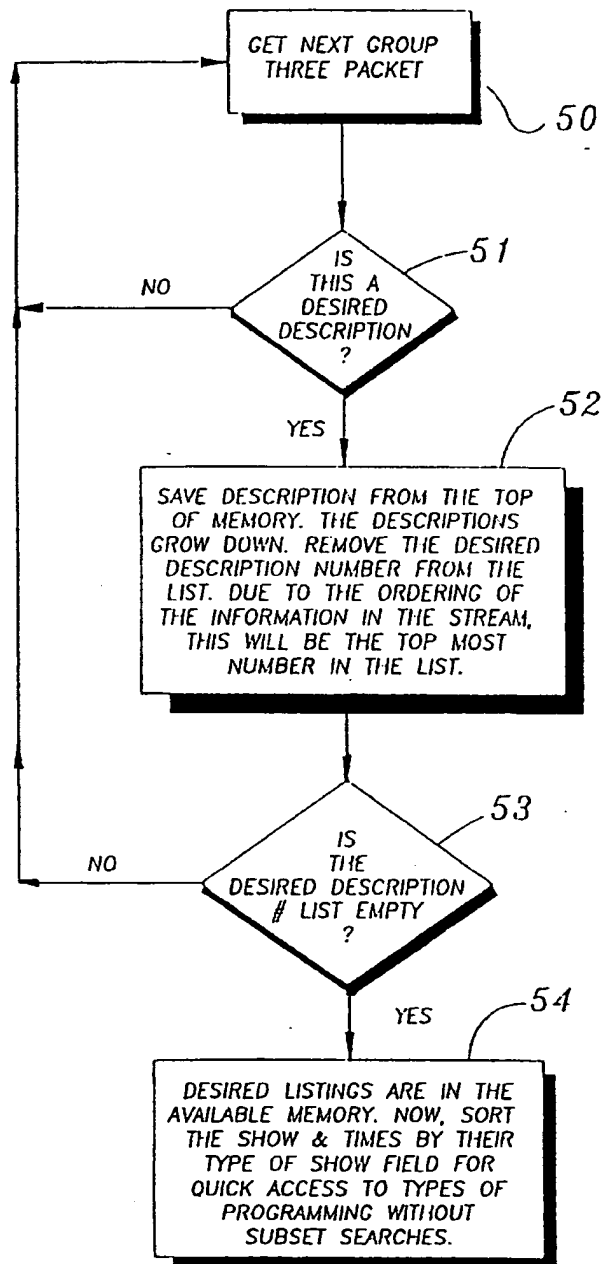 GET NEXT GROUP
THREE PACKET
50
IS
THIS A
DESIRED
DESCRIPTION
?
51
NO
YES
52
SAVE DESCRIPTION FROM THE TOP
OF MEMORY. THE DESCRIPTIONS
GROW DOWN. REMOVE THE DESIRED
DESCRIPTION NUMBER FROM THE
LIST. DUE TO THE ORDERING OF
THE INFORMATION IN THE STREAM,
THIS WILL BE THE TOP MOST
NUMBER IN THE LIST.
53
IS
THE
DESIRED DESCRIPTION
# LIST EMPTY
?
NO
YES
54
DESIRED LISTINGS ARE IN THE
AVAILABLE MEMORY. NOW, SORT
THE SHOW & TIMES BY THEIR
TYPE OF SHOW FIELD FOR
QUICK ACCESS TO TYPES OF
PROGRAMMING WITHOUT
SUBSET SEARCHES.